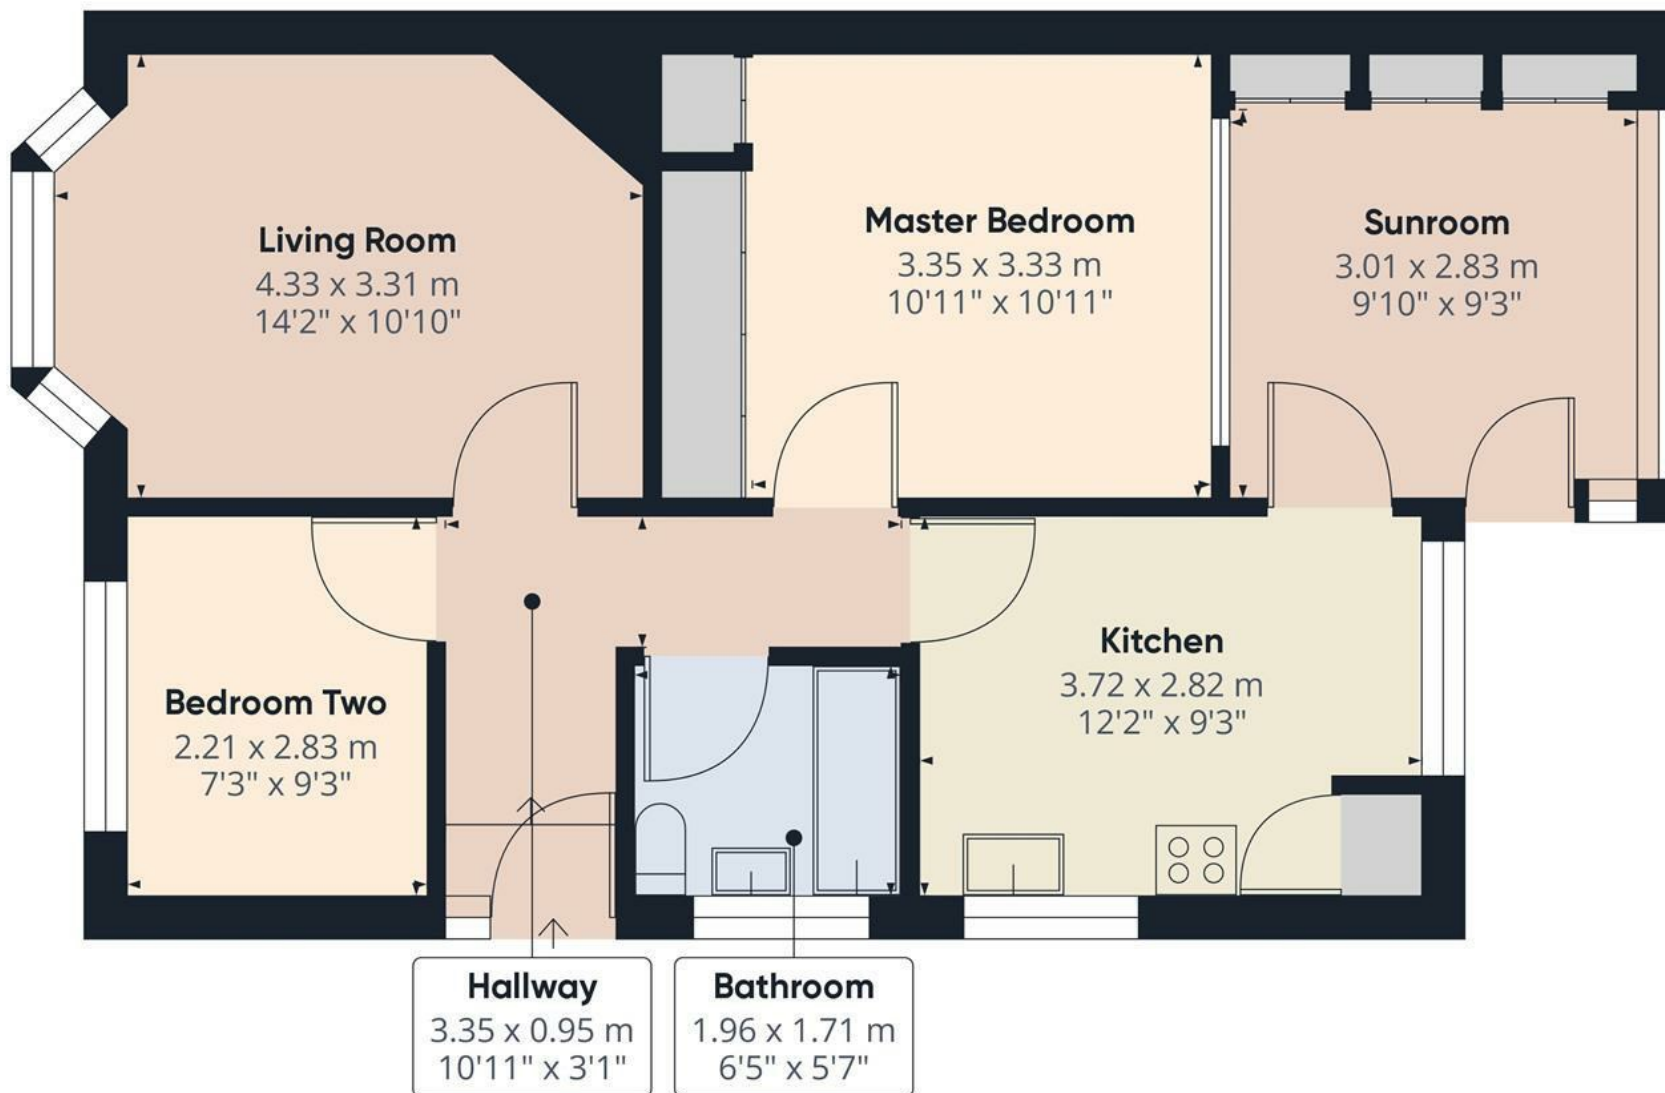 Living Room
4.33 x 3.31 m
14'2" x 10'10"
Master Bedroom
3.35 x 3.33 m
10'11" x 10'11"
Sunroom
3.01 x 2.83 m
9'10" x 9'3"
Bedroom Two
2.21 x 2.83 m
7'3" x 9'3"
Kitchen
3.72 x 2.82 m
12'2" x 9'3"
Hallway
3.35 x 0.95 m
10'11" x 3'1"
Bathroom
1.96 x 1.71 m
6'5" x 5'7"